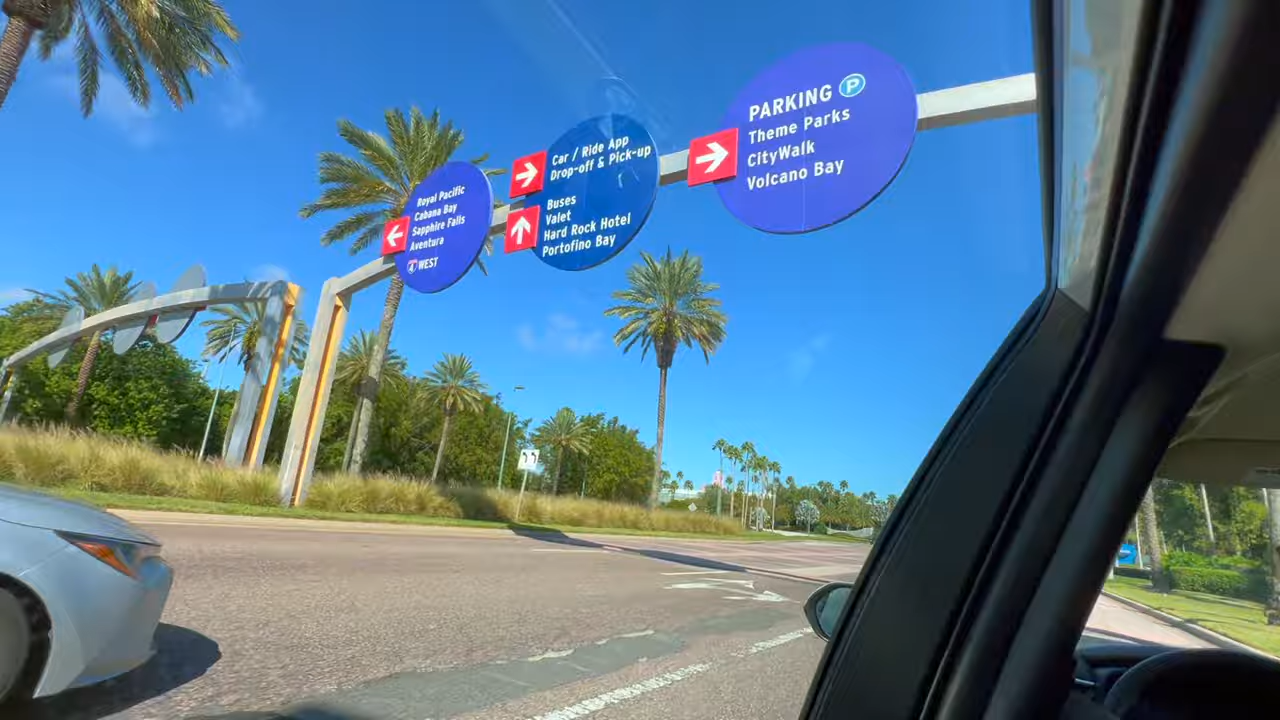 Royal Pacific
Cabana Bay
Sapphire Falls
Aventura
4 WEST
Car / Ride App
Drop-off & Pick-up
Buses
Valet
Hard Rock Hotel
Portofino Bay
PARKING P
Theme Parks
CityWalk
Volcano Bay